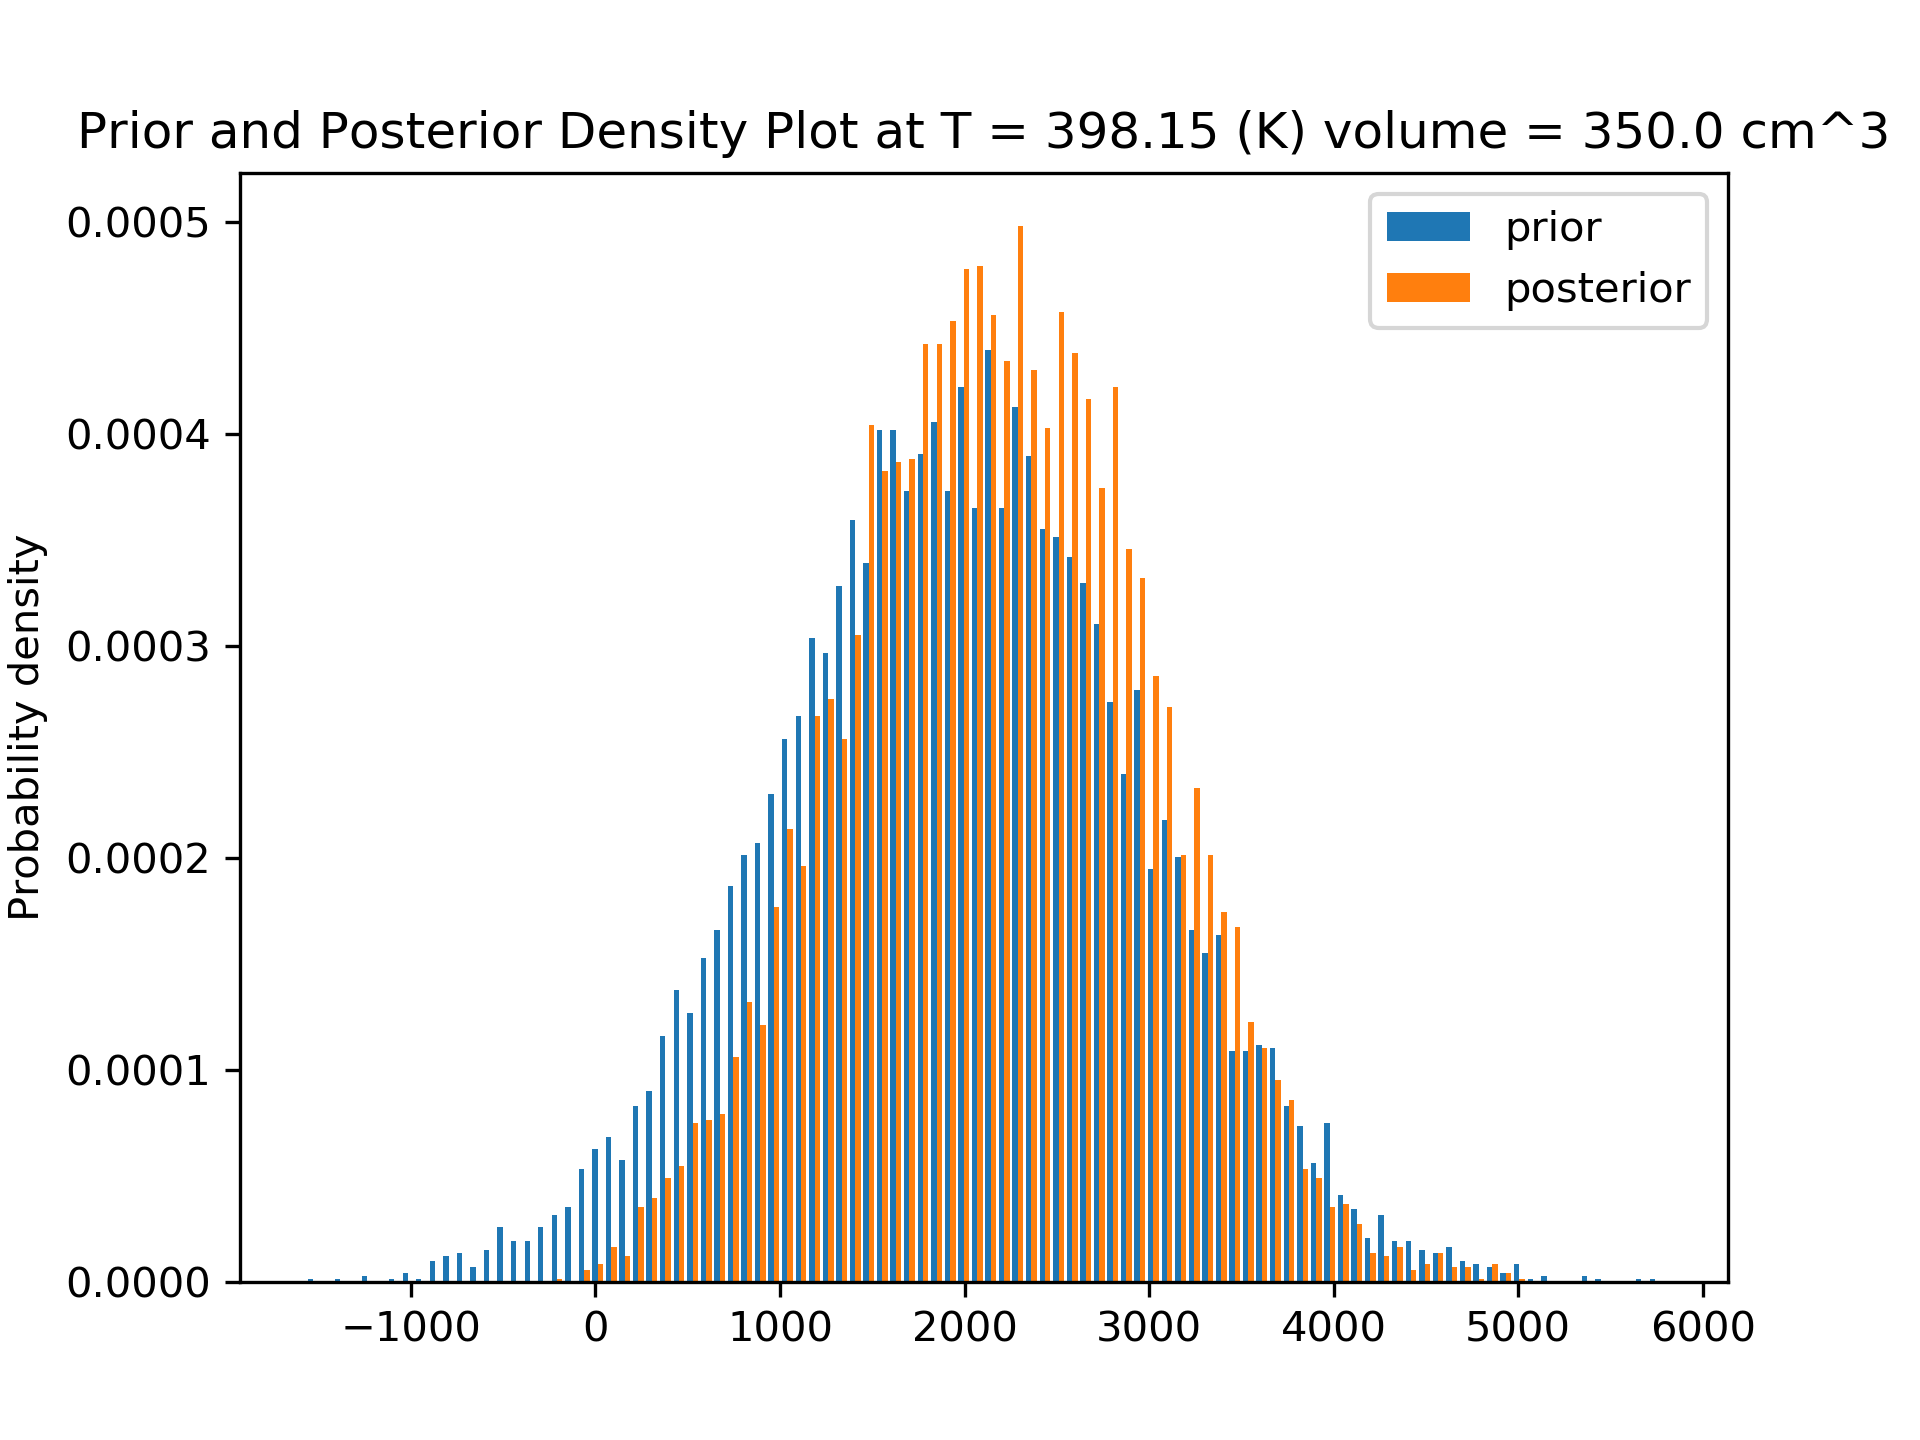 Prior and Posterior Density Plot at T = 398.15 (K) volume = 350.0 cm^3
prior
posterior
Probability density
0.0005
0.0004
0.0003
0.0002
0.0001
0.0000
−1000 0 1000 2000 3000 4000 5000 6000